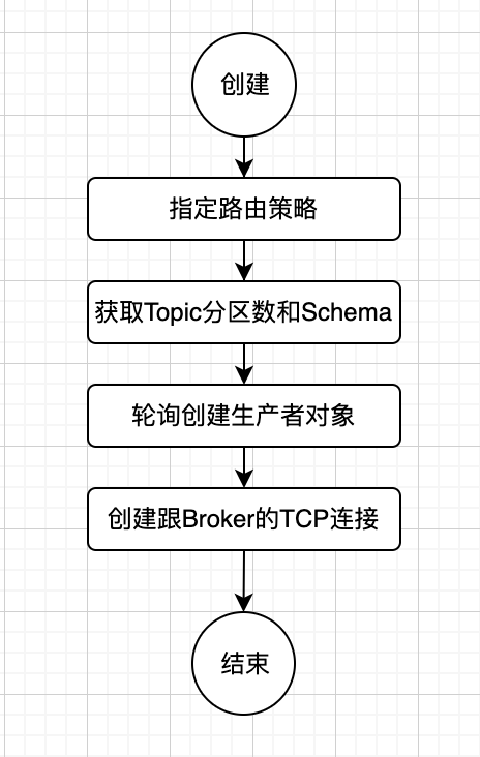 创建
指定路由策略
获取Topic分区数和Schema
轮询创建生产者对象
创建跟Broker的TCP连接
结束